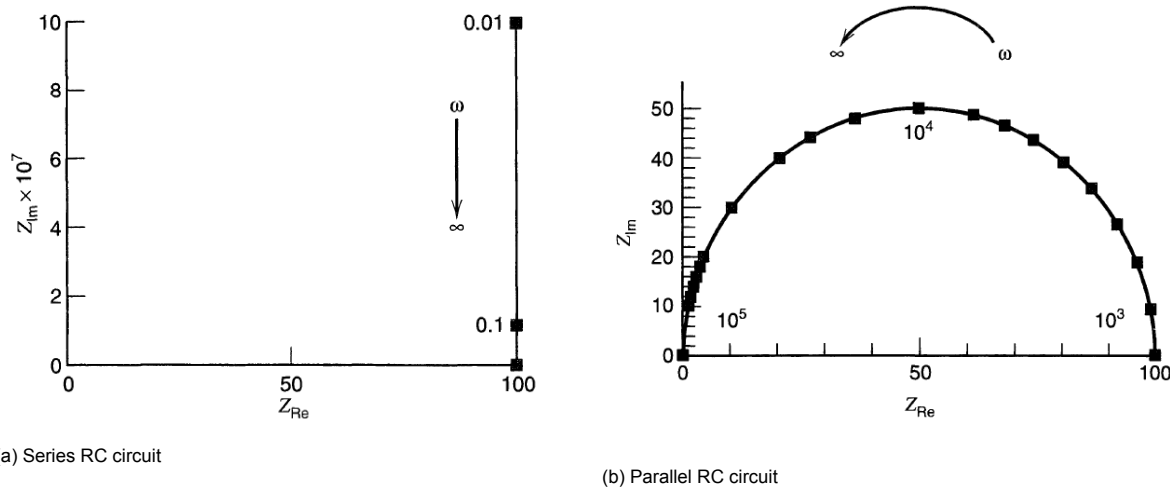 10
8
6
4
2
0
Z_Im × 10^7
0.01
ω
∞
0.1
0 50 100
Z_Re
a) Series RC circuit
∞ ω
50
40
30
20
10
0
Z_Im
10^4
10^5 10^3
0 50 100
Z_Re
(b) Parallel RC circuit